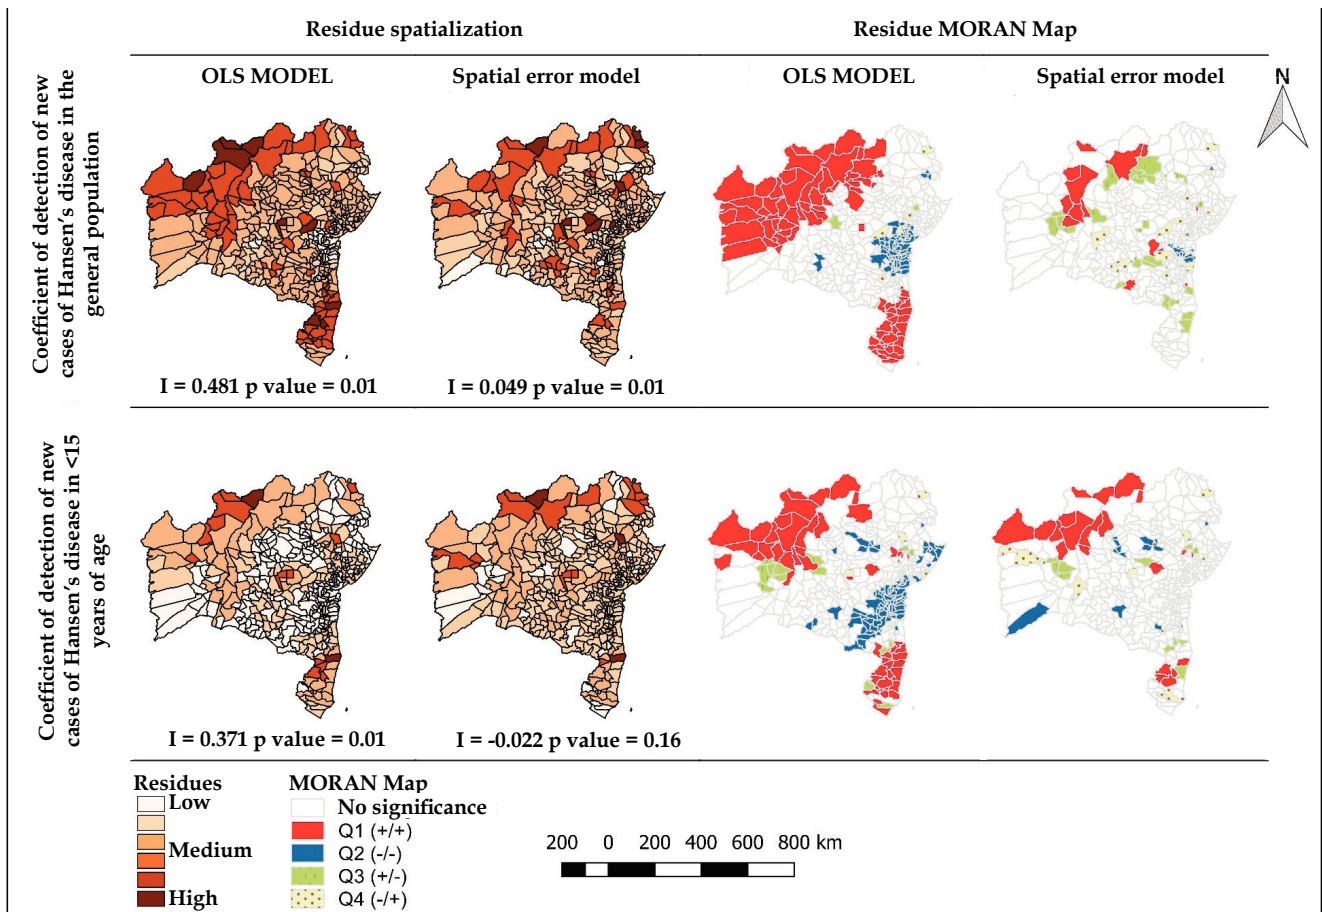 Residue spatialization
Residue MORAN Map
OLS MODEL
Spatial error model
OLS MODEL
Spatial error model
N
Coefficient of detection of new
cases of Hansen's disease in the
general population
I = 0.481 p value = 0.01
I = 0.049 p value = 0.01
Coefficient of detection of new
cases of Hansen's disease in <15
years of age
I = 0.371 p value = 0.01
I = -0.022 p value = 0.16
Residues
Low
Medium
High
MORAN Map
No significance
Q1 (+/+)
Q2 (-/-)
Q3 (+/-)
Q4 (-/+)
200 0 200 400 600 800 km